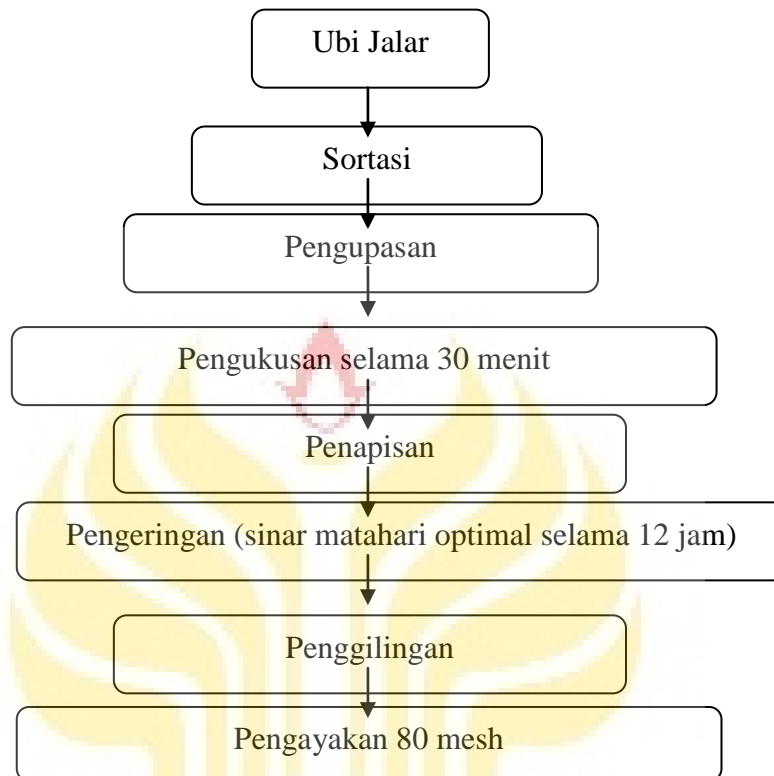 Ubi Jalar
Sortasi
Pengupasan
Pengukusan selama 30 menit
Penapisan
Pengeringan (sinar matahari optimal selama 12 jam)
Penggilingan
Pengayakan 80 mesh